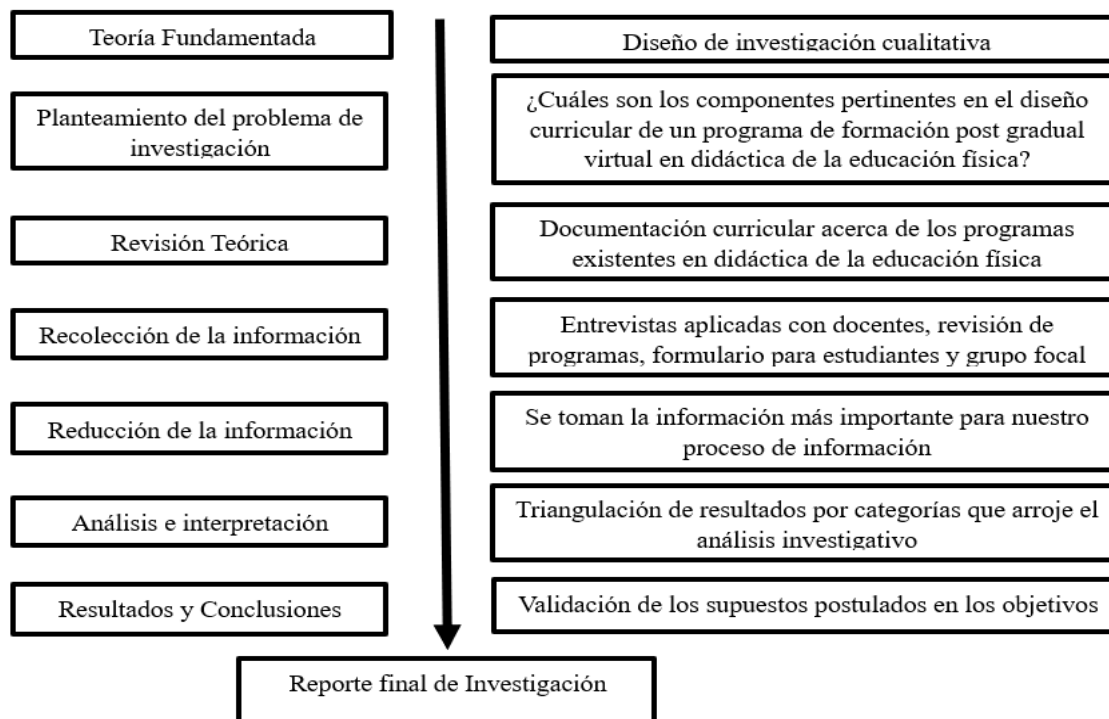 Teoría Fundamentada
Diseño de investigación cualitativa
Planteamiento del problema de
investigación
¿Cuáles son los componentes pertinentes en el diseño
curricular de un programa de formación post gradual
virtual en didáctica de la educación física?
Revisión Teórica
Documentación curricular acerca de los programas
existentes en didáctica de la educación física
Recolección de la información
Entrevistas aplicadas con docentes, revisión de
programas, formulario para estudiantes y grupo focal
Reducción de la información
Se toman la información más importante para nuestro
proceso de información
Análisis e interpretación
Triangulación de resultados por categorías que arroje el
análisis investigativo
Resultados y Conclusiones
Validación de los supuestos postulados en los objetivos
Reporte final de Investigación